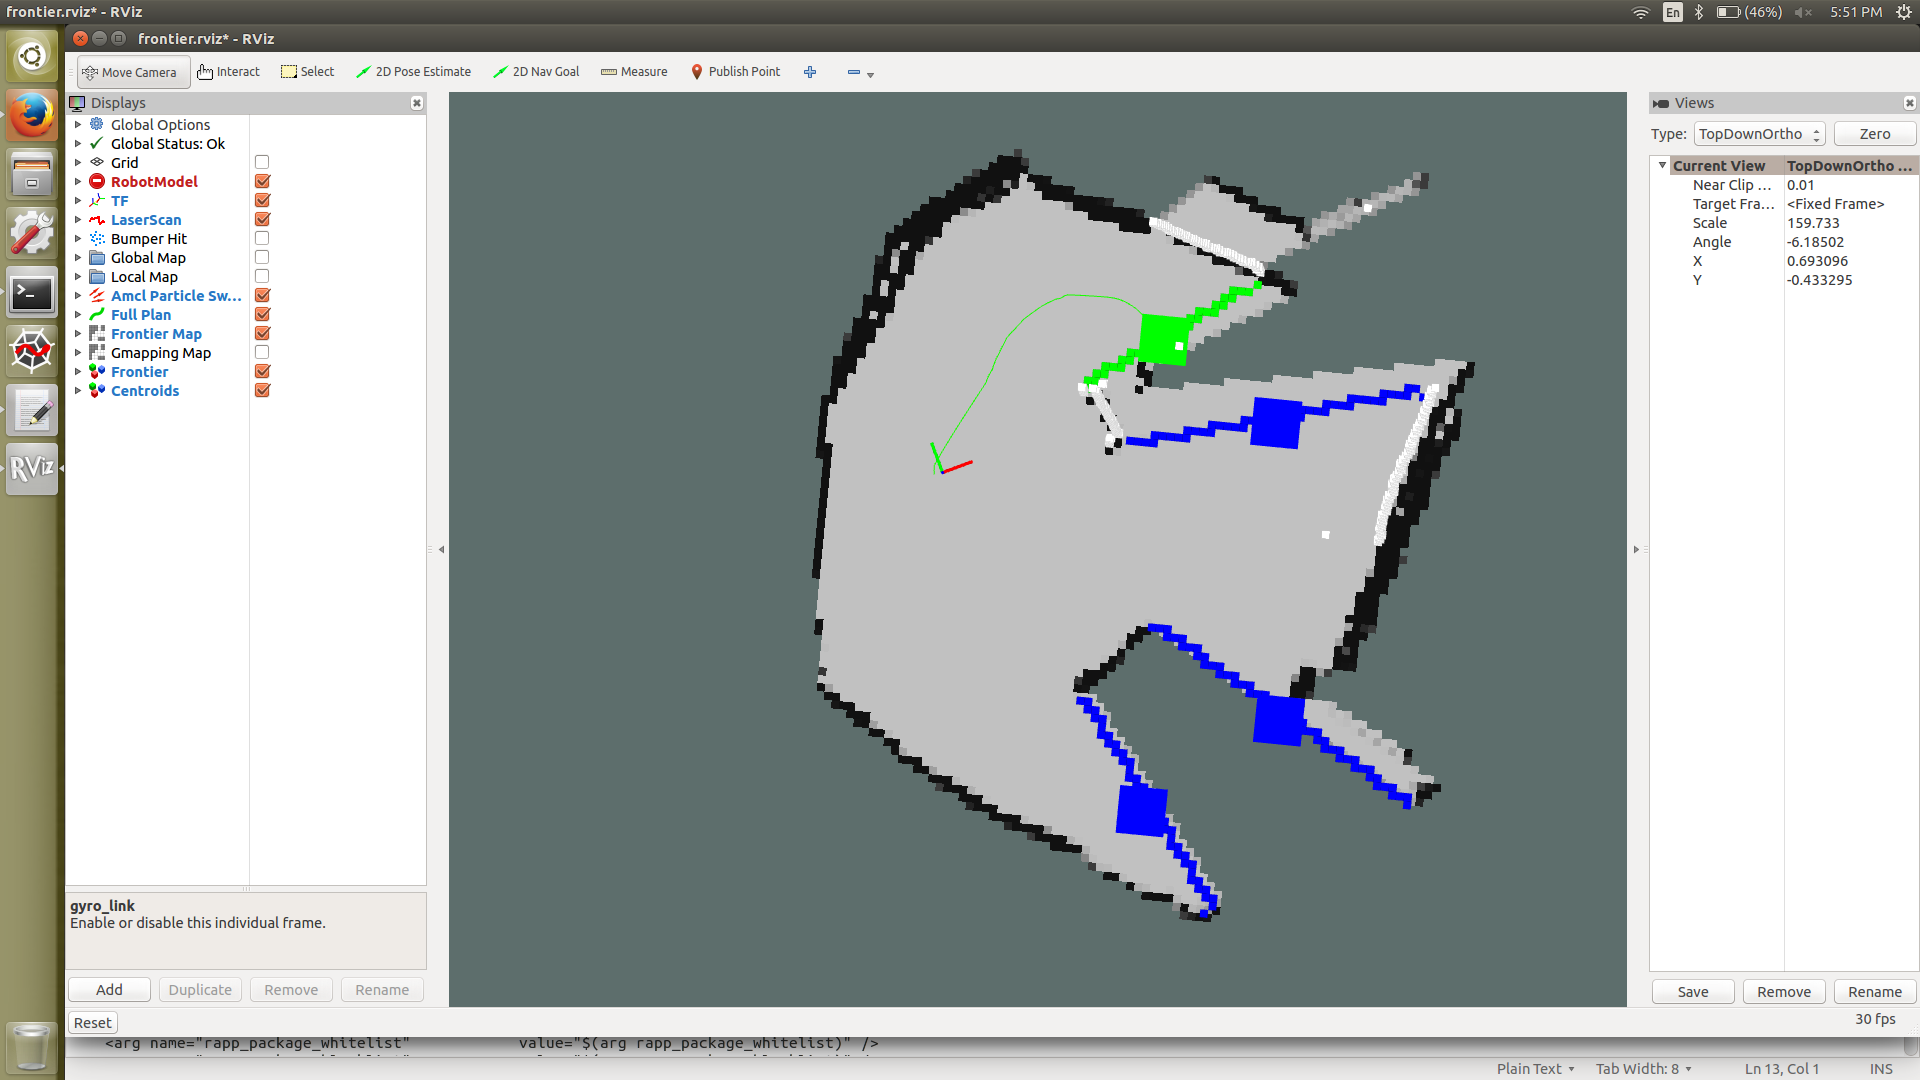 frontier.rviz* - RViz
En
(46%)
5:51 PM
frontier.rviz* - RViz
Move Camera
Interact
Select
2D Pose Estimate
2D Nav Goal
Measure
Publish Point
Displays
Global Options
Global Status: Ok
Grid
RobotModel
TF
LaserScan
Bumper Hit
Global Map
Local Map
Amcl Particle Sw...
Full Plan
Frontier Map
Gmapping Map
Frontier
Centroids
gyro_link
Enable or disable this individual frame.
Add Duplicate Remove Rename
Reset
Views
Type: TopDownOrtho Zero
Current View TopDownOrtho ...
Near Clip ... 0.01
Target Fra... <Fixed Frame>
Scale 159.733
Angle -6.18502
X 0.693096
Y -0.433295
Save Remove Rename
30 fps
RViz
<arg name="rapp_package_whitelist" value="$(arg rapp_package_whitelist)" />
Plain Text Tab Width: 8 Ln 13, Col 1 INS